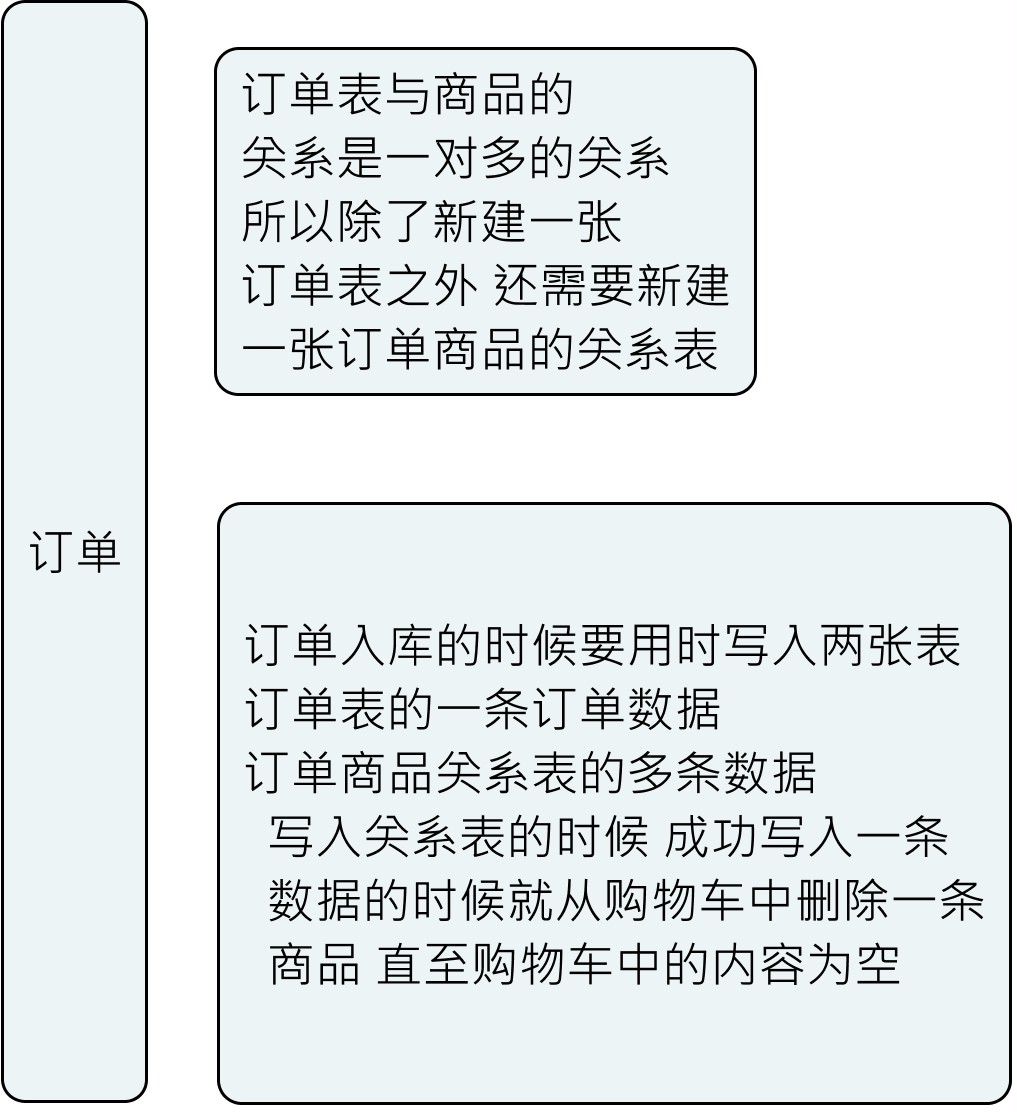 订单
订单表与商品的
关系是一对多的关系
所以除了新建一张
订单表之外 还需要新建
一张订单商品的关系表
订单入库的时候要用时写入两张表
订单表的一条订单数据
订单商品关系表的多条数据
写入关系表的时候 成功写入一条
数据的时候就从购物车中删除一条
商品 直至购物车中的内容为空